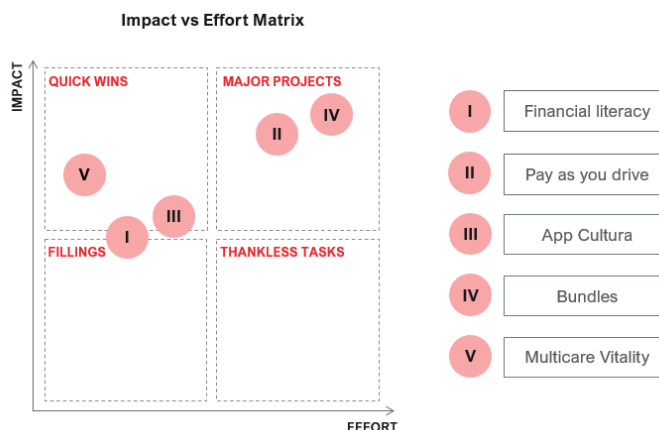 Impact vs Effort Matrix
IMPACT
QUICK WINS
MAJOR PROJECTS
IV
II
V
III
I
FILLINGS
THANKLESS TASKS
EFFORT
I Financial literacy
II Pay as you drive
III App Cultura
IV Bundles
V Multicare Vitality